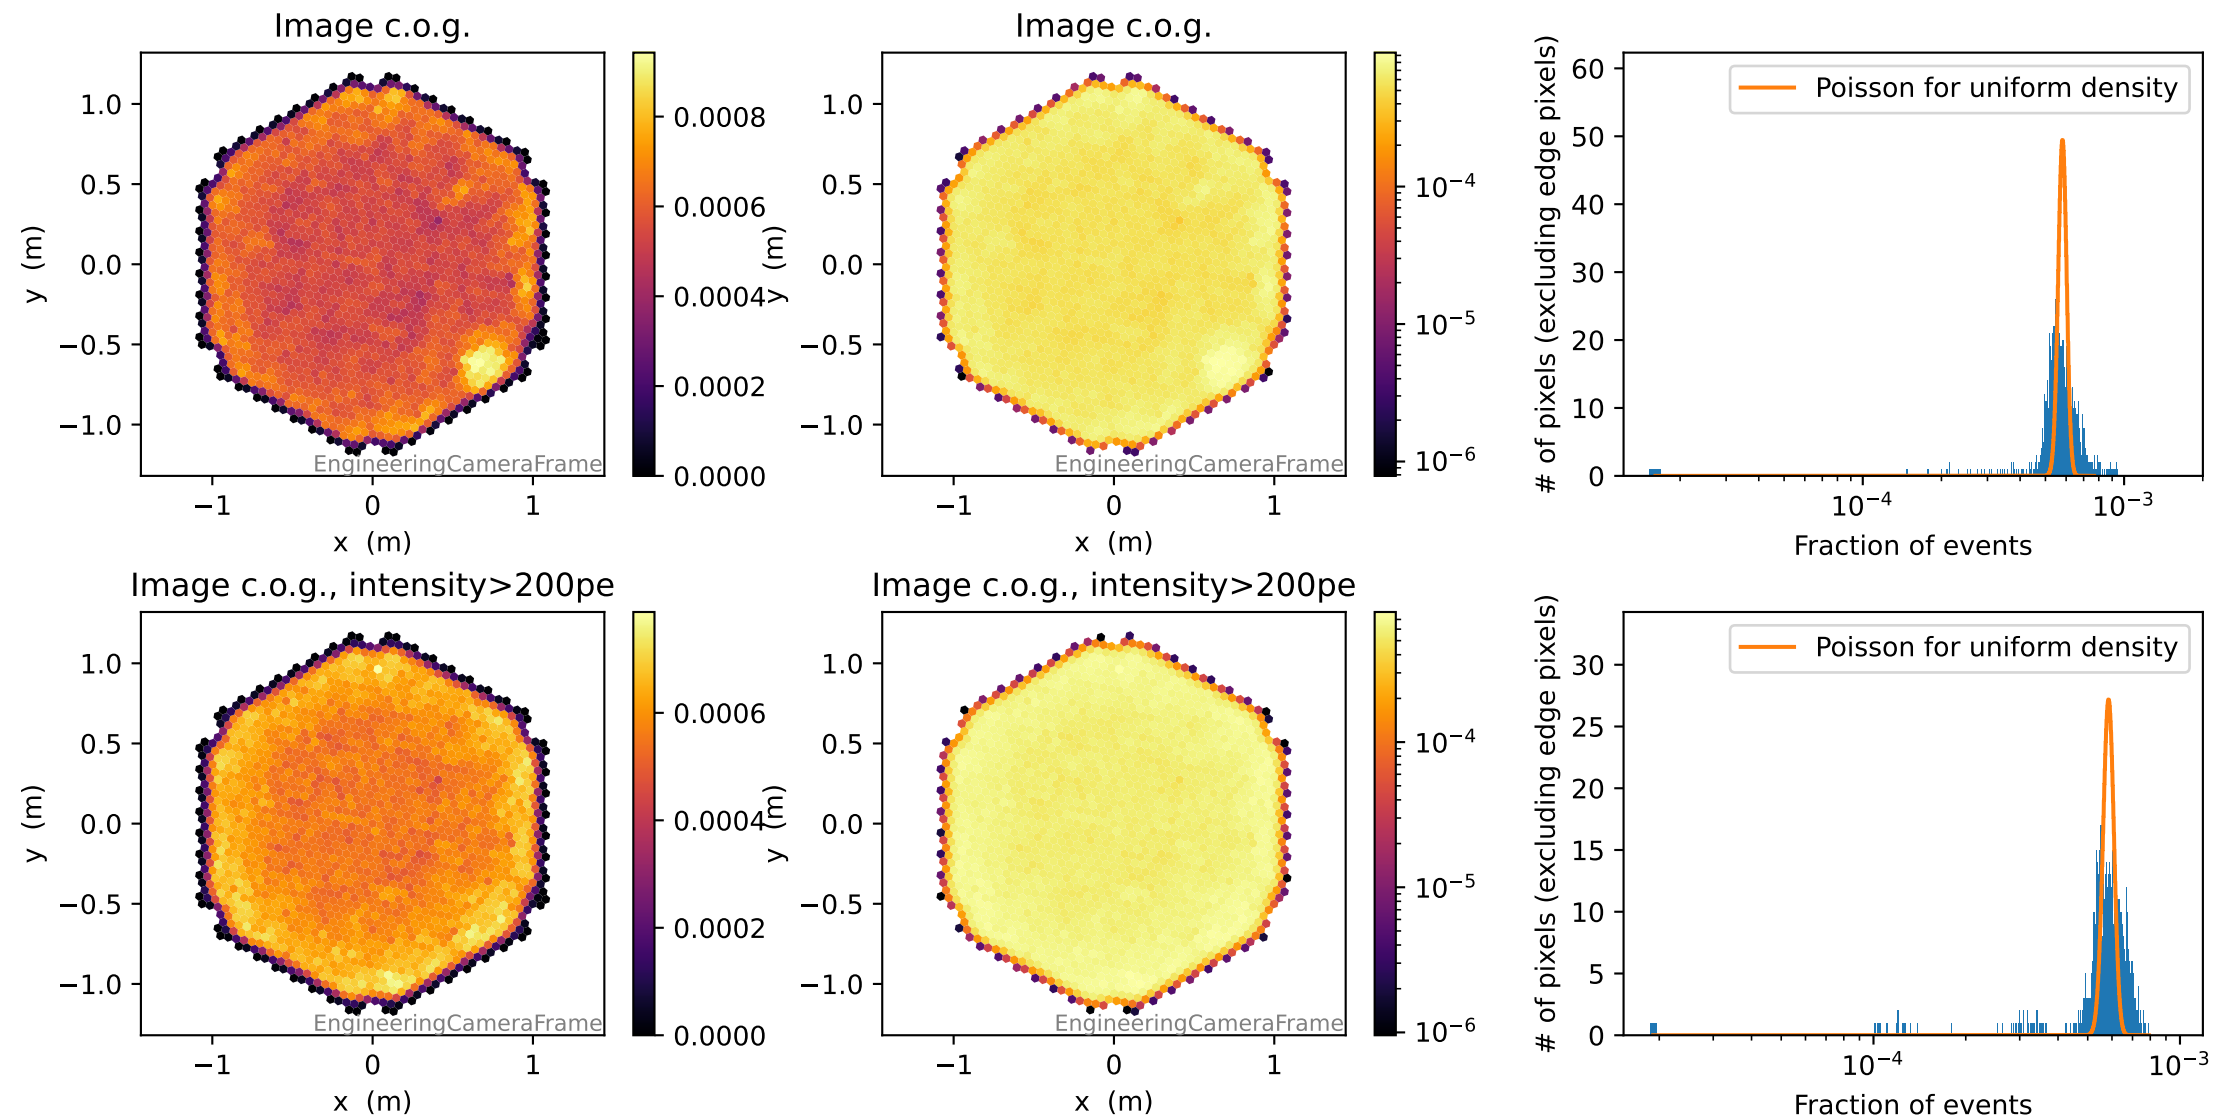 Image c.o.g.
y (m)
1.0
0.5
0.0
−0.5
−1.0
−1
0
1
x (m)
EngineeringCameraFrame
0.0008
0.0006
0.0004
0.0002
0.0000
Image c.o.g.
y (m)
1.0
0.5
0.0
−0.5
−1.0
−1
0
1
x (m)
EngineeringCameraFrame
10⁻⁴
10⁻⁵
10⁻⁶
# of pixels (excluding edge pixels)
60
50
40
30
20
10
0
Poisson for uniform density
10⁻⁴
10⁻³
Fraction of events
Image c.o.g., intensity>200pe
y (m)
1.0
0.5
0.0
−0.5
−1.0
−1
0
1
x (m)
EngineeringCameraFrame
0.0006
0.0004
0.0002
0.0000
Image c.o.g., intensity>200pe
y (m)
1.0
0.5
0.0
−0.5
−1.0
−1
0
1
x (m)
EngineeringCameraFrame
10⁻⁴
10⁻⁵
10⁻⁶
# of pixels (excluding edge pixels)
30
25
20
15
10
5
0
Poisson for uniform density
10⁻⁴
10⁻³
Fraction of events